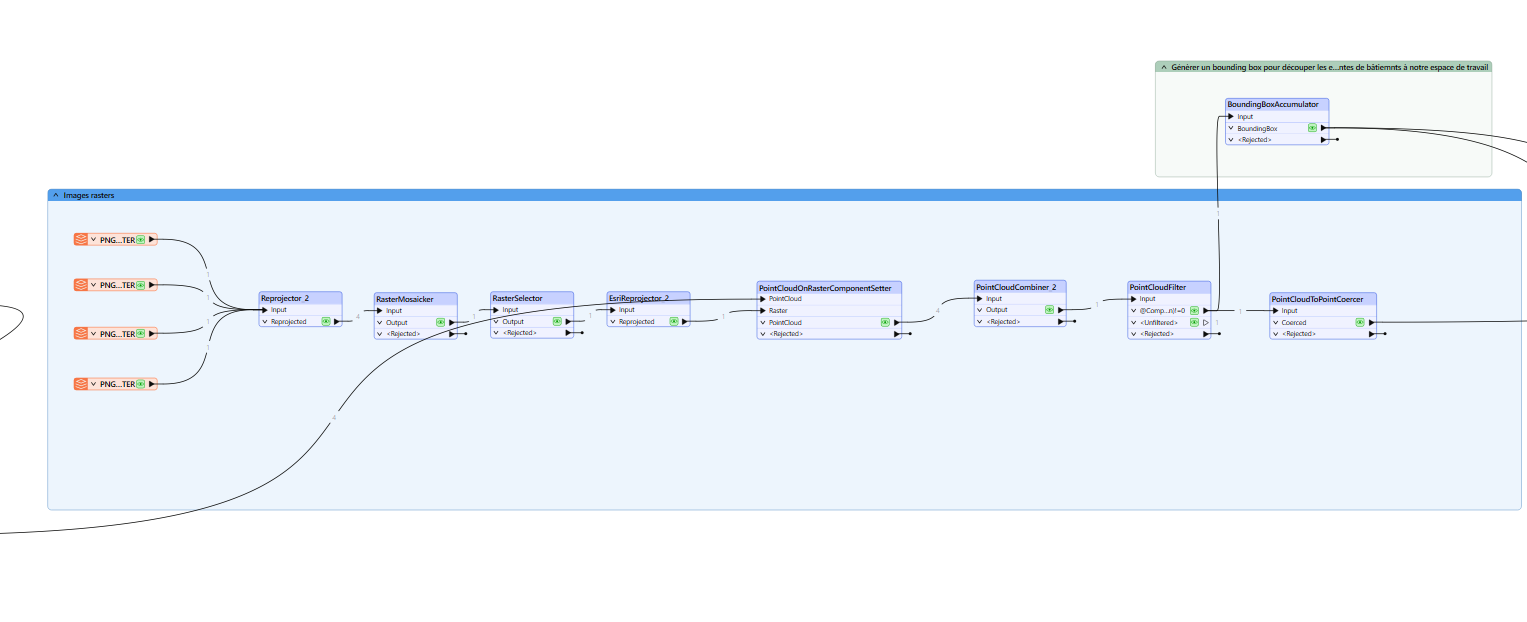 Générer un bounding box pour découper les e...ntes de bâtiemnts à notre espace de travail
BoundingBoxAccumulator
Input
BoundingBox
<Rejected>
1
Images rasters
PNG...TER
PNG...TER
PNG...TER
PNG...TER
1
1
1
1
Reprojector_2
Input
Reprojected
4
RasterMosaicker
Input
Output
<Rejected>
1
RasterSelector
Input
Output
<Rejected>
1
EsriReprojector_2
Input
Reprojected
1
4
PointCloudOnRasterComponentSetter
PointCloud
Raster
PointCloud
<Rejected>
4
PointCloudCombiner_2
Input
Output
<Rejected>
1
PointCloudFilter
Input
@Comp...n)!=0
<Unfiltered>
<Rejected>
1
1
PointCloudToPointCoercer
Input
Coerced
<Rejected>